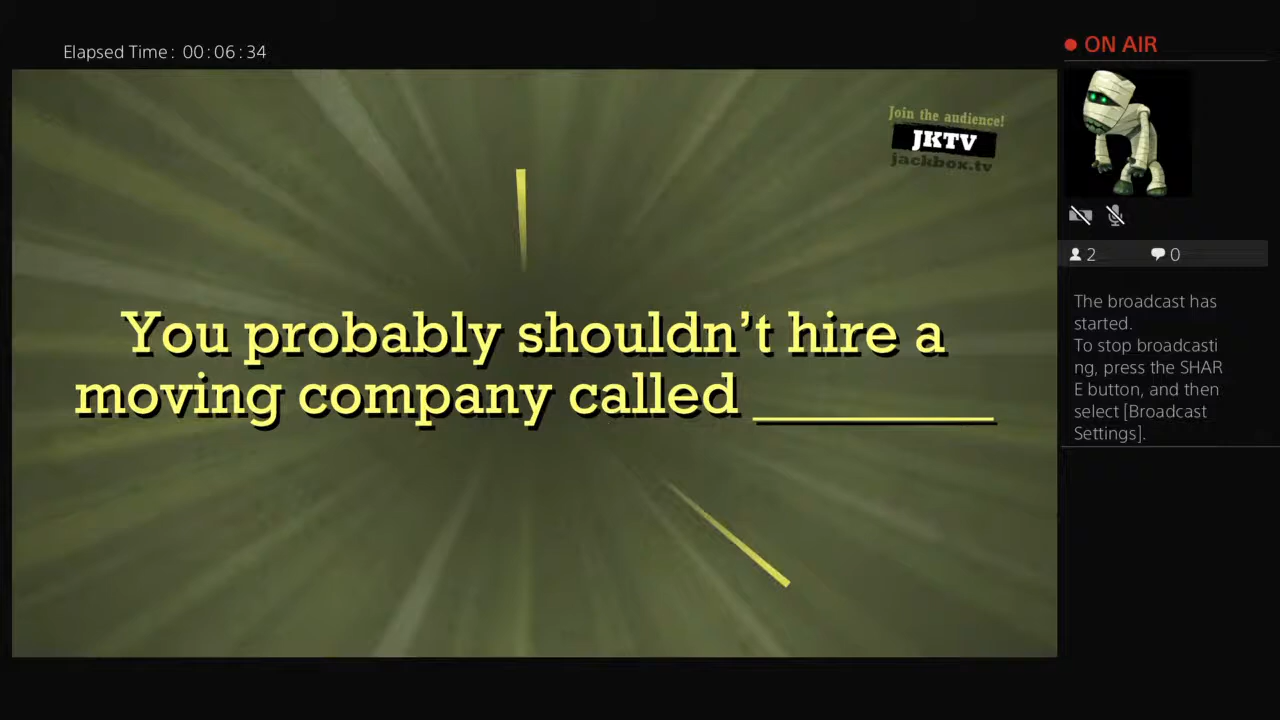 Elapsed Time: 00:06:34
ON AIR
Join the audience!
JKTV
jackbox.tv
You probably shouldn't hire a
moving company called __________
2 0
The broadcast has
started.
To stop broadcasti
ng, press the SHAR
E button, and then
select [Broadcast
Settings].